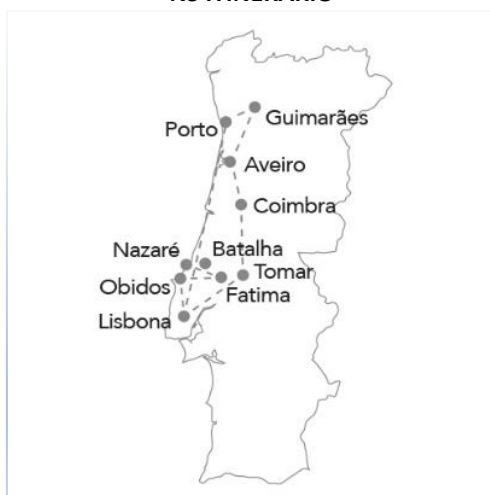 Guimarães
Porto
Aveiro
Coimbra
Nazaré
Batalha
Tomar
Obidos
Fatima
Lisbona